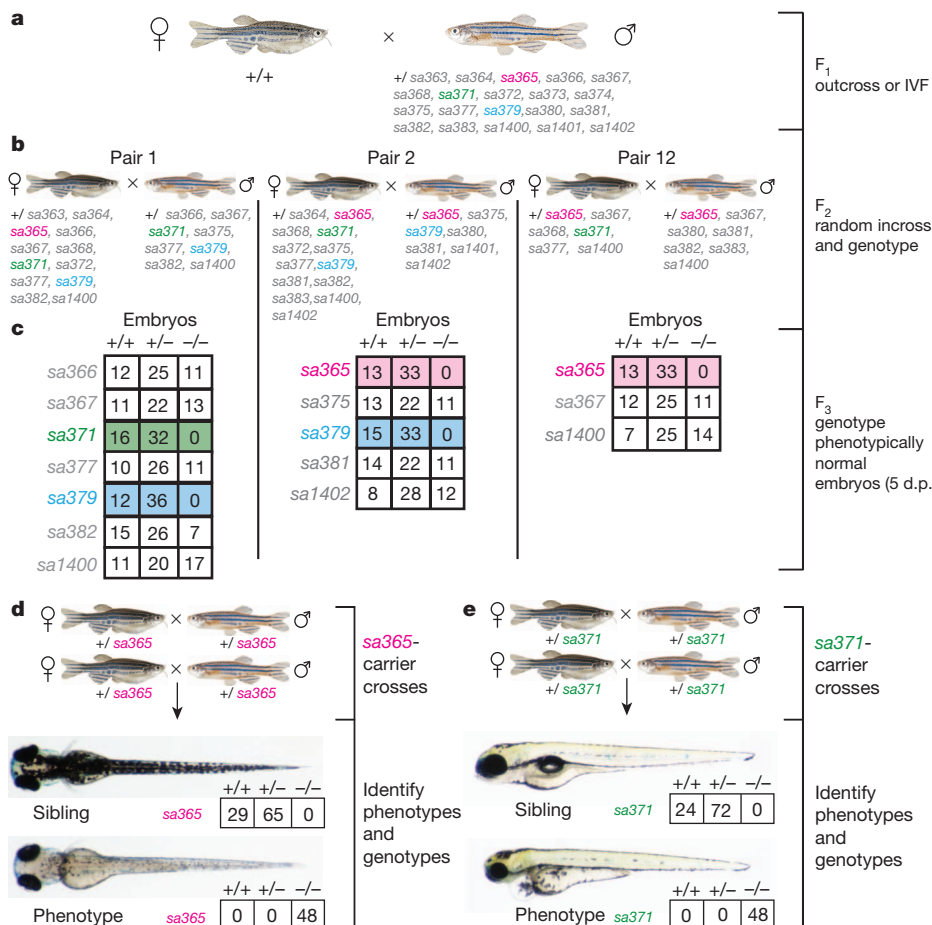 a
♀ × ♂
+/+
+/ sa363, sa364, sa365, sa366, sa367,
sa368, sa371, sa372, sa373, sa374,
sa375, sa377, sa379,sa380, sa381,
sa382, sa383, sa1400, sa1401, sa1402
F1
outcross or IVF
b
Pair 1
♀ × ♂
+/ sa363, sa364,
sa365, sa366,
sa367, sa368,
sa371, sa372,
sa377, sa379,
sa382,sa1400
+/ sa366, sa367,
sa371, sa375,
sa377, sa379,
sa382, sa1400
Pair 2
♀ × ♂
+/ sa364, sa365,
sa368, sa371,
sa372,sa375,
sa377,sa379,
sa381,sa382,
sa383,sa1400,
sa1402
+/ sa365, sa375,
sa379,sa380,
sa381, sa1401,
sa1402
Pair 12
♀ × ♂
+/ sa365, sa367,
sa368, sa371,
sa377, sa1400
+/ sa365, sa367,
sa380, sa381,
sa382, sa383,
sa1400
F2
random incross
and genotype
c
Embryos
+/+ +/− −/−
sa366 12 25 11
sa367 11 22 13
sa371 16 32 0
sa377 10 26 11
sa379 12 36 0
sa382 15 26 7
sa1400 11 20 17
Embryos
+/+ +/− −/−
sa365 13 33 0
sa375 13 22 11
sa379 15 33 0
sa381 14 22 11
sa1402 8 28 12
Embryos
+/+ +/− −/−
sa365 13 33 0
sa367 12 25 11
sa1400 7 25 14
F3
genotype
phenotypically
normal
embryos (5 d.p.
d
♀ × ♂
+/ sa365 +/ sa365
♀ × ♂
+/ sa365 +/ sa365
sa365-
carrier
crosses
+/+ +/− −/−
Sibling sa365 29 65 0
+/+ +/− −/−
Phenotype sa365 0 0 48
Identify
phenotypes
and
genotypes
e
♀ × ♂
+/ sa371 +/ sa371
♀ × ♂
+/ sa371 +/ sa371
sa371-
carrier
crosses
+/+ +/− −/−
Sibling sa371 24 72 0
+/+ +/− −/−
Phenotype sa371 0 0 48
Identify
phenotypes
and
genotypes